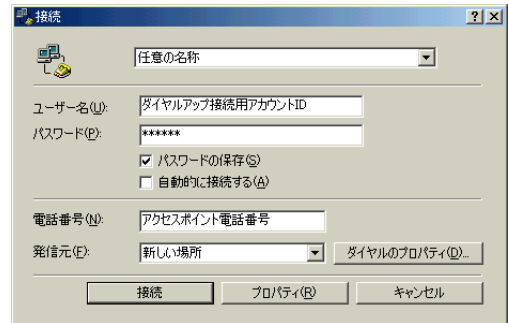 接続
任意の名称
ユーザー名(U):
ダイヤルアップ接続用アカウントID
パスワード(P):
******
パスワードの保存(S)
自動的に接続する(A)
電話番号(N):
アクセスポイント電話番号
発信元(F):
新しい場所
ダイヤルのプロパティ(D)...
接続
プロパティ(R)
キャンセル